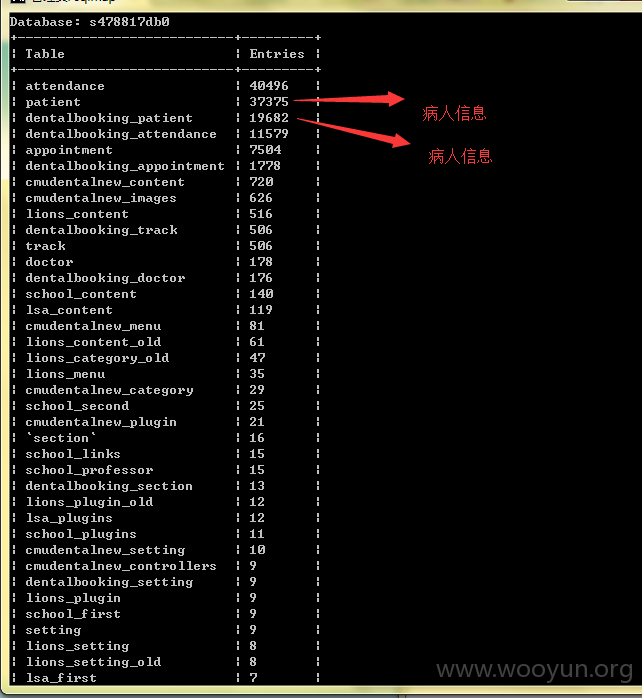 Database: s478817db0
Table Entries
attendance 40496
patient 37375
病人信息
dentalbooking_patient 19682
dentalbooking_attendance 11579
appointment 7504
病人信息
dentalbooking_appointment 1778
cmudentalnew_content 720
cmudentalnew_images 626
lions_content 516
dentalbooking_track 506
track 506
doctor 178
dentalbooking_doctor 176
school_content 140
lsa_content 119
cmudentalnew_menu 81
lions_content_old 61
lions_category_old 47
lions_menu 35
cmudentalnew_category 29
school_second 25
cmudentalnew_plugin 21
`section` 16
school_links 15
school_professor 15
dentalbooking_section 13
lions_plugin_old 12
lsa_plugins 12
school_plugins 11
cmudentalnew_setting 10
cmudentalnew_controllers 9
dentalbooking_setting 9
lions_plugin 9
school_first 9
setting 9
lions_setting 8
lions_setting_old 8
lsa_first 7
www.wooyun.org